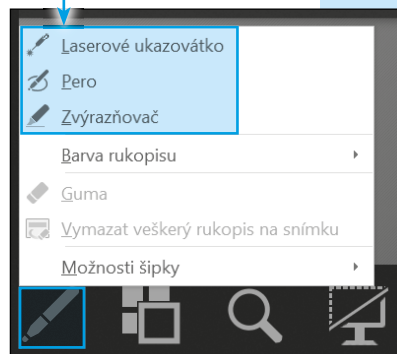 Laserové ukazovátko
Pero
Zvýrazňovač
Barva rukopisu
Guma
Vymazat veškerý rukopis na snímku
Možnosti šipky